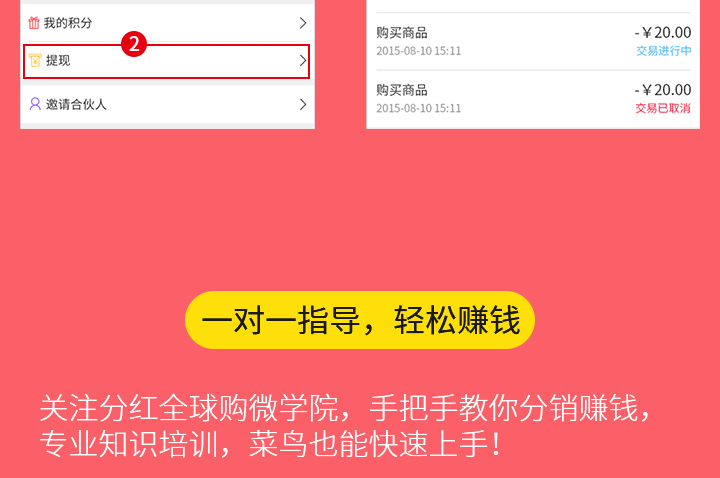 我的积分
2
提现
邀请合伙人
购买商品 -￥20.00
2015-08-10 15:11 交易进行中
购买商品 -￥20.00
2015-08-10 15:11 交易已取消
一对一指导，轻松赚钱
关注分红全球购微学院，手把手教你分销赚钱，
专业知识培训，菜鸟也能快速上手！